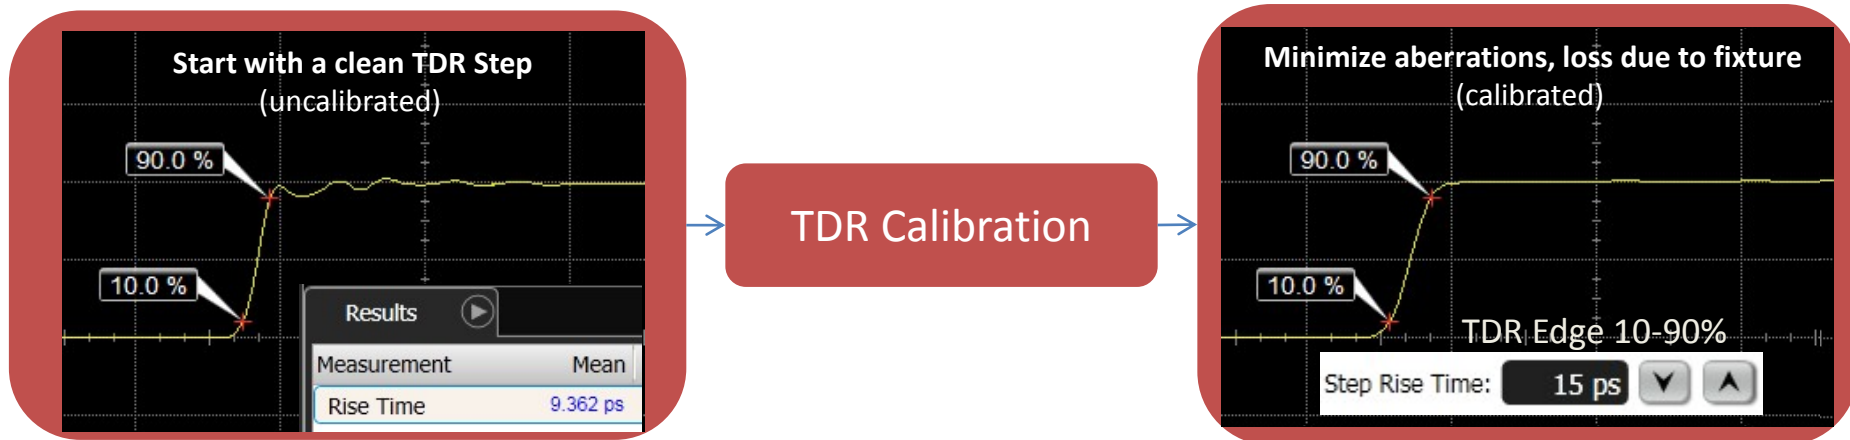 Start with a clean TDR Step
(uncalibrated)
90.0 %
10.0 %
Results
Measurement Mean
Rise Time 9.362 ps
TDR Calibration
Minimize aberrations, loss due to fixture
(calibrated)
90.0 %
10.0 %
TDR Edge 10-90%
Step Rise Time: 15 ps